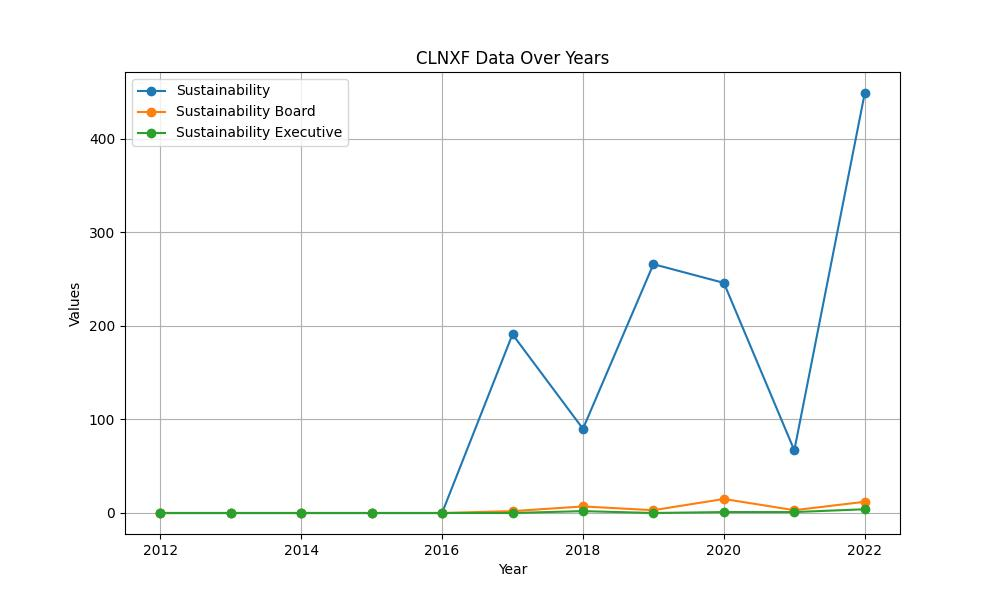 CLNXF Data Over Years
Sustainability
Sustainability Board
Sustainability Executive
400
300
200
100
0
Values
2012
2014
2016
2018
2020
2022
Year